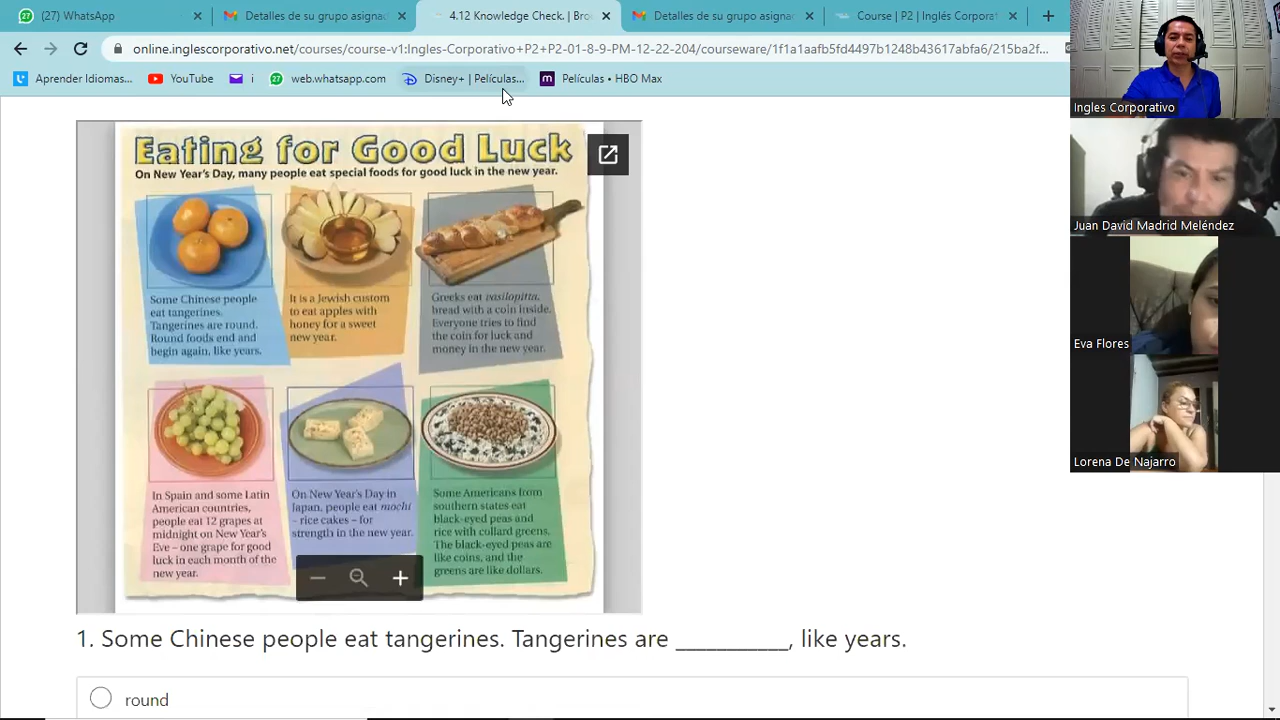 (27) WhatsApp
Detalles de su grupo asigna
4.12 Knowledge Check. | Bro
Detalles de su grupo asigna
Course | P2 | Inglés Corporat
online.inglescorporativo.net/courses/course-v1:Ingles-Corporativo+P2+P2-01-8-9-PM-12-22-204/courseware/
Aprender Idiomas...
YouTube
i
web.whatsapp.com
Disney+ | Películas...
Películas • HBO Max
Eating for Good Luck
On New Year's Day, many people eat special foods for good luck in the new year.
Some Chinese people
eat tangerines.
Tangerines are round.
Round foods end and
begin again, like years.
It is a Jewish custom
to eat apples with
honey for a sweet
new year.
Greeks eat vasilopitta,
bread with a coin inside.
Everyone tries to find
the coin for luck and
money in the new year.
In Spain and some Latin
American countries,
people eat 12 grapes at
midnight on New Year's
Eve – one grape for good
luck in each month of the
new year.
On New Year's Day in
Japan, people eat mochi
– rice cakes – for
strength in the new year.
Some Americans from
southern states eat
black-eyed peas and
rice with collard greens.
The black-eyed peas are
like coins, and the
greens are like dollars.
1. Some Chinese people eat tangerines. Tangerines are __________, like years.
round
Ingles Corporativo
Juan David Madrid Meléndez
Eva Flores
Lorena De Najarro